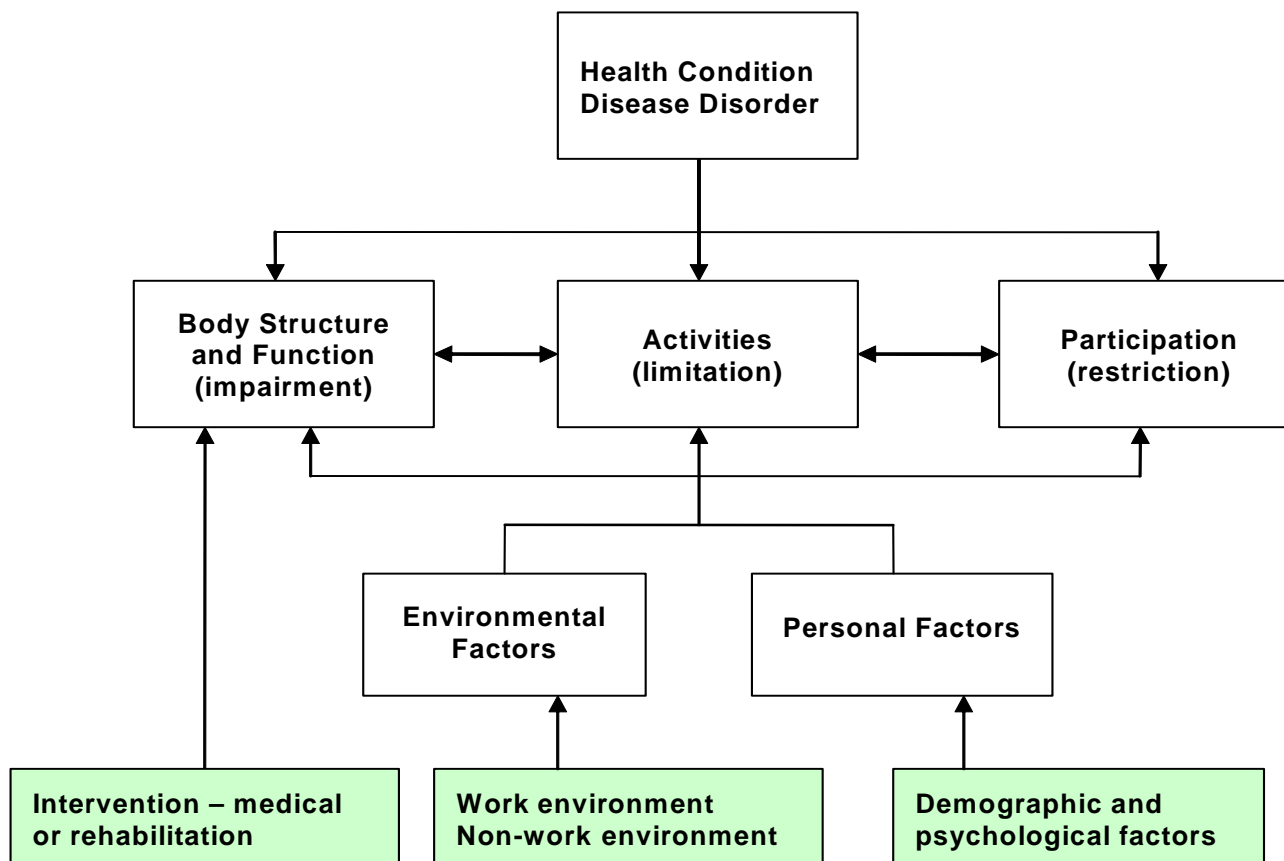 Health Condition
Disease Disorder
Body Structure
and Function
(impairment)
Activities
(limitation)
Participation
(restriction)
Environmental
Factors
Personal Factors
Intervention – medical
or rehabilitation
Work environment
Non-work environment
Demographic and
psychological factors